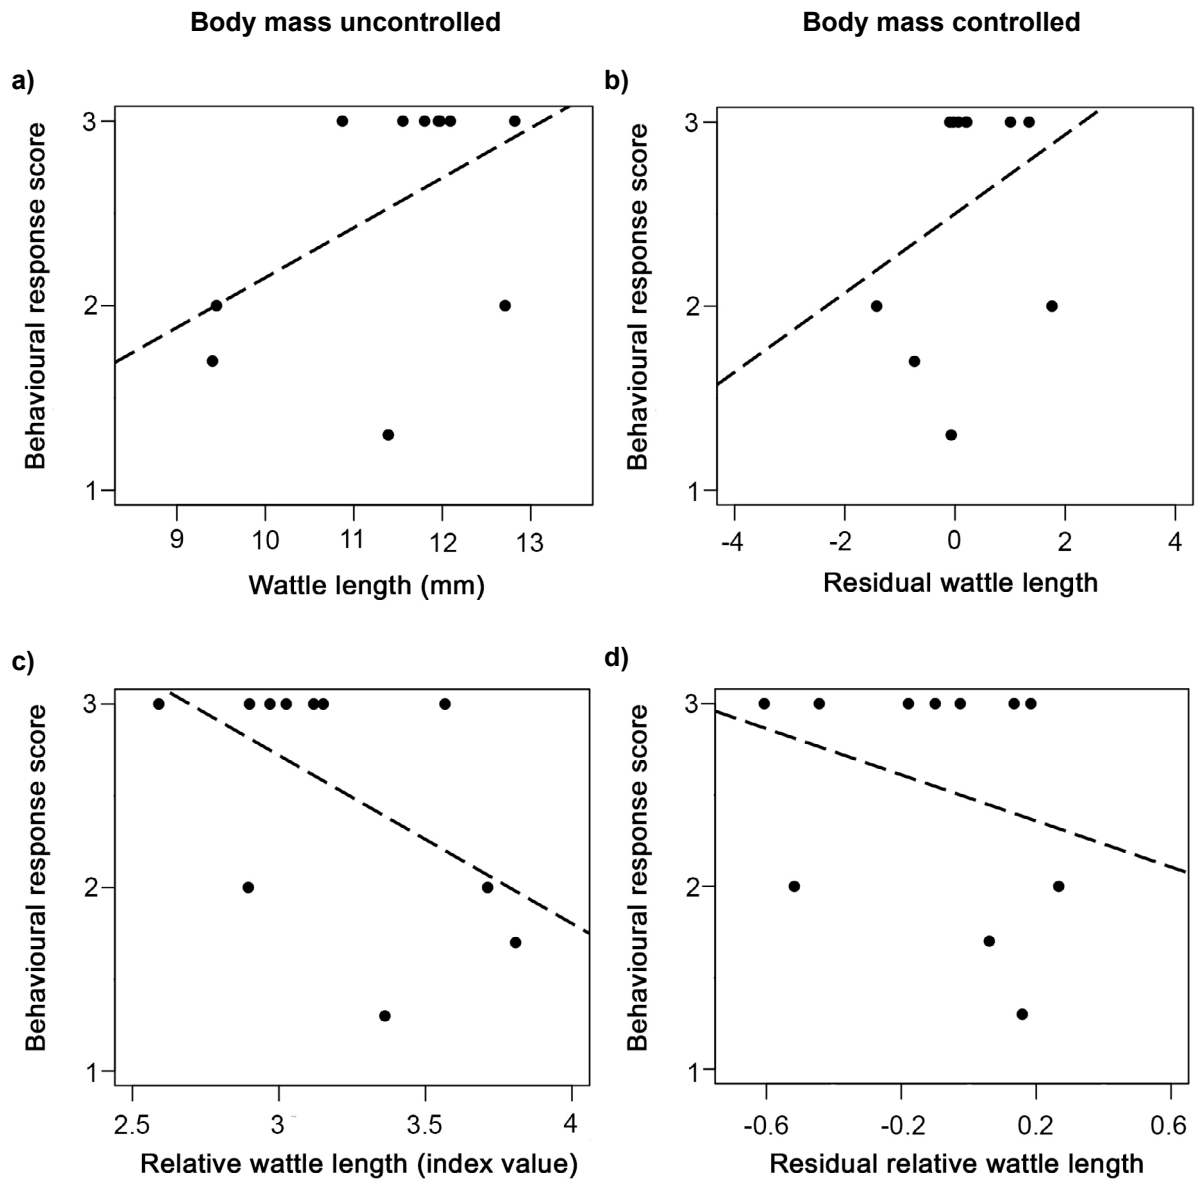 Body mass uncontrolled
Body mass controlled
a)
b)
Behavioural response score
3
2
1
9 10 11 12 13
Wattle length (mm)
Behavioural response score
3
2
1
-4 -2 0 2 4
Residual wattle length
c)
d)
Behavioural response score
3
2
1
2.5 3 3.5 4
Relative wattle length (index value)
Behavioural response score
3
2
1
-0.6 -0.2 0.2 0.6
Residual relative wattle length